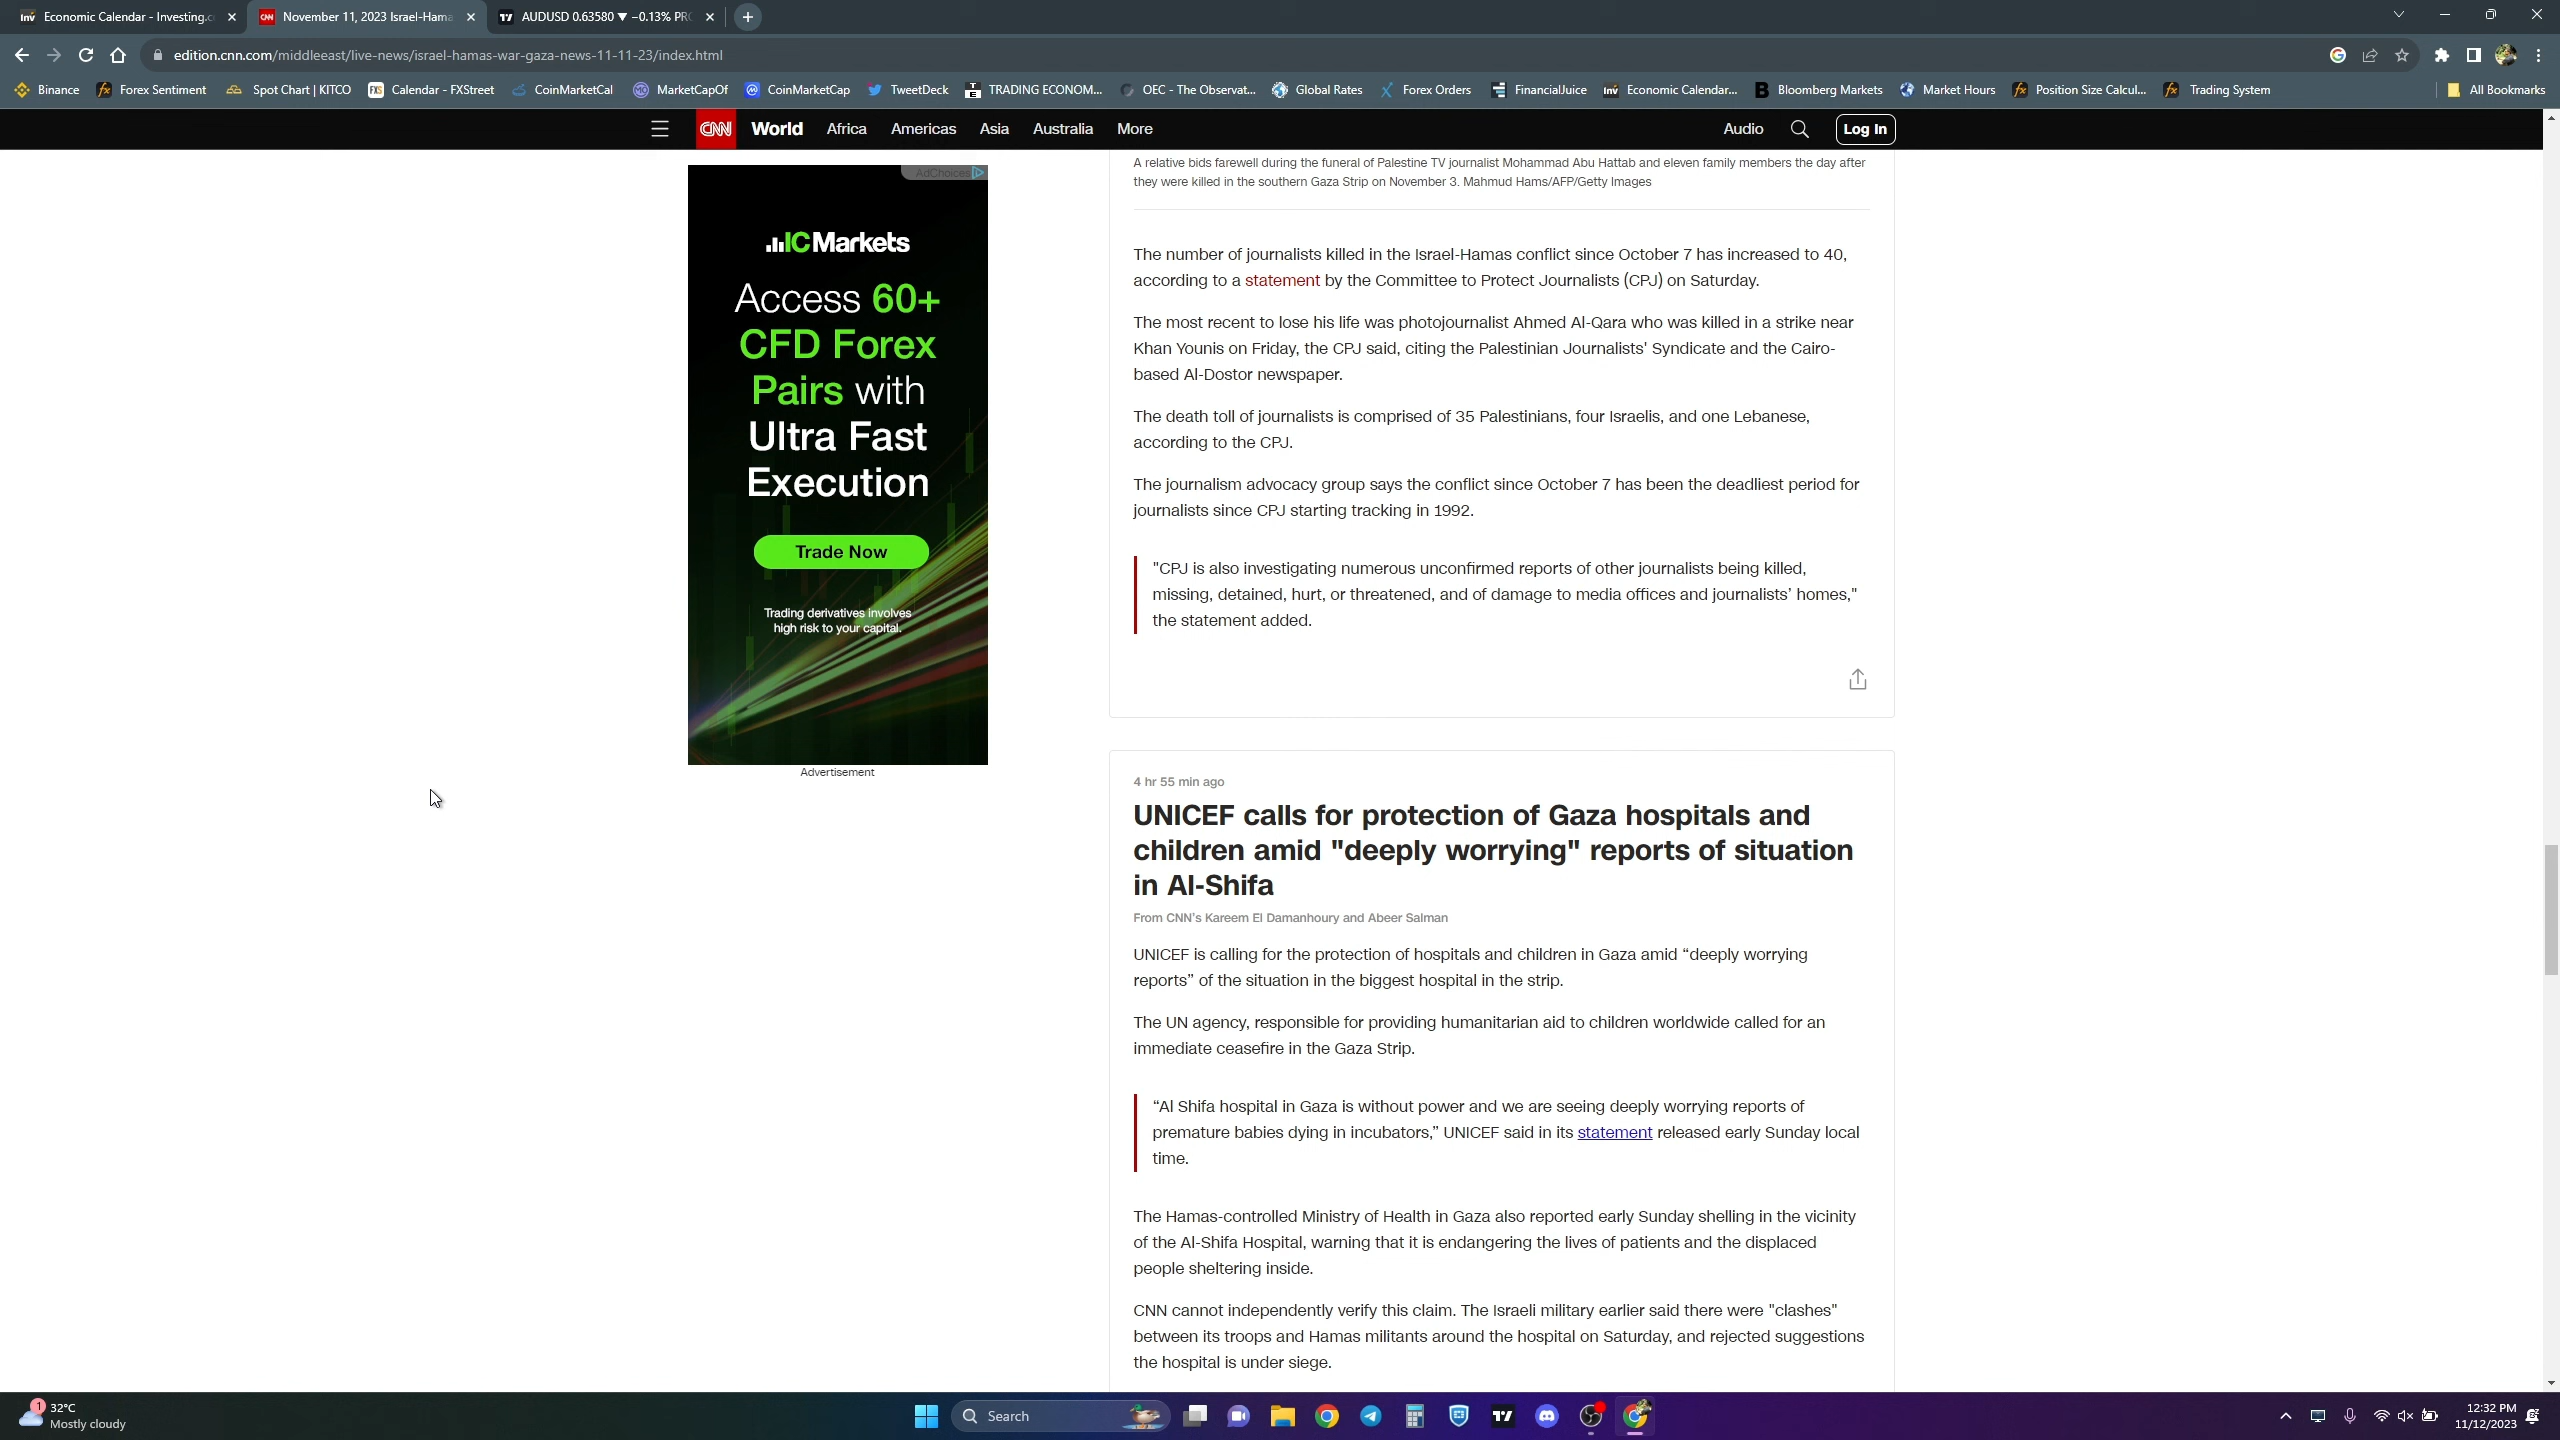 Economic Calendar - Investing.c
November 11, 2023 Israel-Hama
AUDUSD 0.63580 ▼ −0.13% PR
edition.cnn.com/middleeast/live-news/israel-hamas-war-gaza-news-11-11-23/index.html
Binance
Forex Sentiment
Spot Chart | KITCO
Calendar - FXStreet
CoinMarketCal
MarketCapOf
CoinMarketCap
TweetDeck
TRADING ECONOM...
OEC - The Observat...
Global Rates
Forex Orders
FinancialJuice
Economic Calendar...
Bloomberg Markets
Market Hours
Position Size Calcul...
Trading System
All Bookmarks
CNN World Africa Americas Asia Australia More
Audio
Log In
AdChoices
IC Markets
Access 60+
CFD Forex
Pairs with
Ultra Fast
Execution
Trade Now
Trading derivatives involves
high risk to your capital.
Advertisement
A relative bids farewell during the funeral of Palestine TV journalist Mohammad Abu Hattab and eleven family members the day after
they were killed in the southern Gaza Strip on November 3. Mahmud Hams/AFP/Getty Images
The number of journalists killed in the Israel-Hamas conflict since October 7 has increased to 40,
according to a statement by the Committee to Protect Journalists (CPJ) on Saturday.
The most recent to lose his life was photojournalist Ahmed Al-Qara who was killed in a strike near
Khan Younis on Friday, the CPJ said, citing the Palestinian Journalists' Syndicate and the Cairo-
based Al-Dostor newspaper.
The death toll of journalists is comprised of 35 Palestinians, four Israelis, and one Lebanese,
according to the CPJ.
The journalism advocacy group says the conflict since October 7 has been the deadliest period for
journalists since CPJ starting tracking in 1992.
"CPJ is also investigating numerous unconfirmed reports of other journalists being killed,
missing, detained, hurt, or threatened, and of damage to media offices and journalists’ homes,"
the statement added.
4 hr 55 min ago
UNICEF calls for protection of Gaza hospitals and
children amid "deeply worrying" reports of situation
in Al-Shifa
From CNN's Kareem El Damanhoury and Abeer Salman
UNICEF is calling for the protection of hospitals and children in Gaza amid “deeply worrying
reports” of the situation in the biggest hospital in the strip.
The UN agency, responsible for providing humanitarian aid to children worldwide called for an
immediate ceasefire in the Gaza Strip.
“Al Shifa hospital in Gaza is without power and we are seeing deeply worrying reports of
premature babies dying in incubators,” UNICEF said in its statement released early Sunday local
time.
The Hamas-controlled Ministry of Health in Gaza also reported early Sunday shelling in the vicinity
of the Al-Shifa Hospital, warning that it is endangering the lives of patients and the displaced
people sheltering inside.
CNN cannot independently verify this claim. The Israeli military earlier said there were "clashes"
between its troops and Hamas militants around the hospital on Saturday, and rejected suggestions
the hospital is under siege.
1
32°C
Mostly cloudy
Search
12:32 PM
11/12/2023